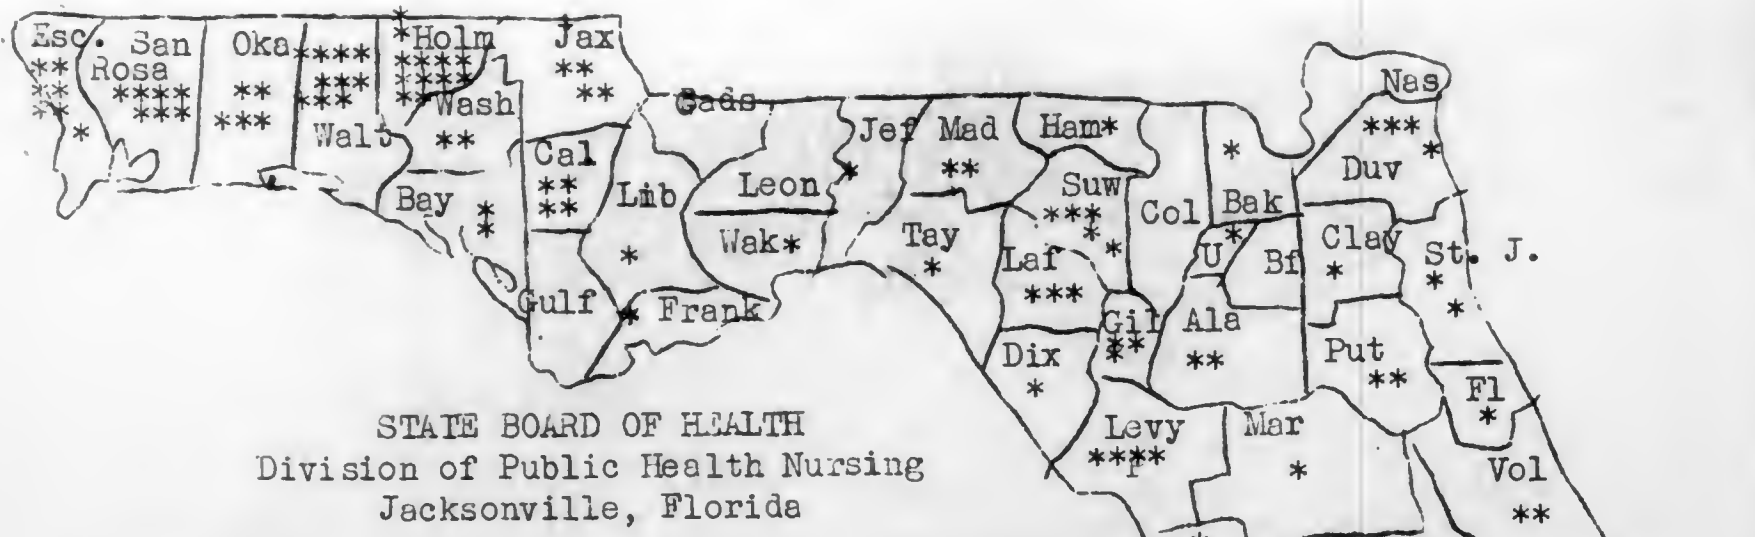 Esc.
San
Rosa
Oka
Walt
Holm
Wash
Jax
Bay
Cal
Gulf
Lib
Gads
Leon
Wak
Frank
Jef
Mad
Tay
Ham
Suw
Laf
Dix
Gil
Col
Bak
U
Bf
Ala
Levy
Mar
Nas
Duv
Clay
St. J.
Put
Fl
Vol
STATE BOARD OF HEALTH
Division of Public Health Nursing
Jacksonville, Florida